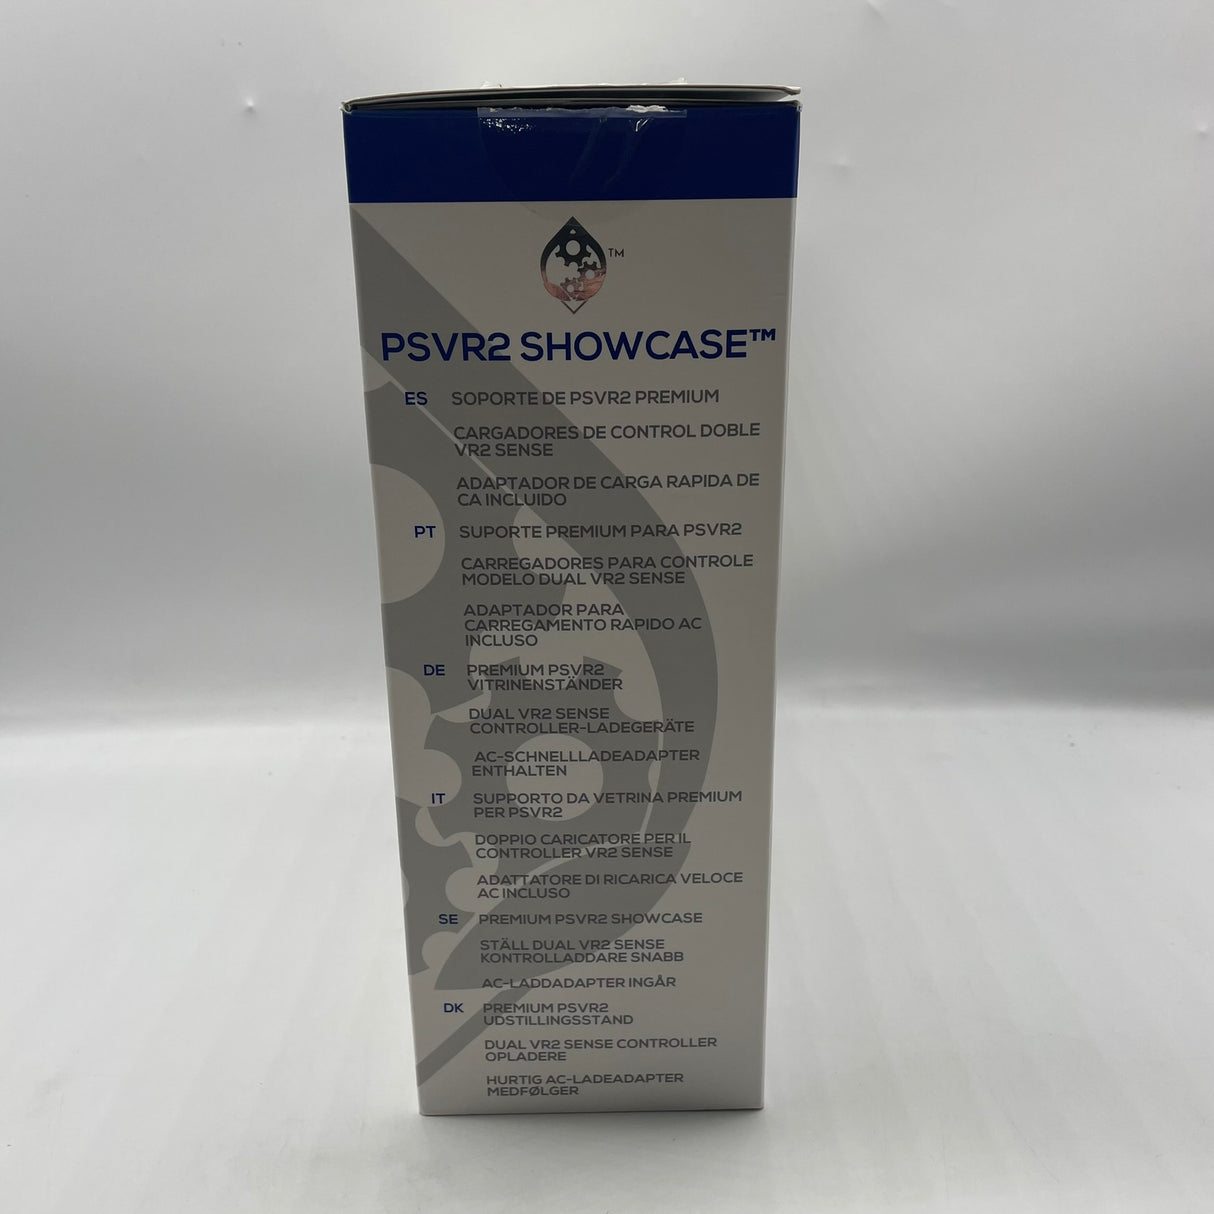 TM
PSVR2 SHOWCASE™
ES SOPORTE DE PSVR2 PREMIUM
CARGADORES DE CONTROL DOBLE
VR2 SENSE
ADAPTADOR DE CARGA RAPIDA DE
CA INCLUIDO
PT SUPORTE PREMIUM PARA PSVR2
CARREGADORES PARA CONTROLE
MODELO DUAL VR2 SENSE
ADAPTADOR PARA
CARREGAMENTO RAPIDO AC
INCLUSO
DE PREMIUM PSVR2
VITRINENSTÄNDER
DUAL VR2 SENSE
CONTROLLER-LADEGERÄTE
AC-SCHNELLLADEADAPTER
ENTHALTEN
IT SUPPORTO DA VETRINA PREMIUM
PER PSVR2
DOPPIO CARICATORE PER IL
CONTROLLER VR2 SENSE
ADATTATORE DI RICARICA VELOCE
AC INCLUSO
SE PREMIUM PSVR2 SHOWCASE
STÄLL DUAL VR2 SENSE
KONTROLLADDARE SNABB
AC-LADDADAPTER INGÅR
DK PREMIUM PSVR2
UDSTILLINGSSTAND
DUAL VR2 SENSE CONTROLLER
OPLADERE
HURTIG AC-LADEADAPTER
MEDFØLGER